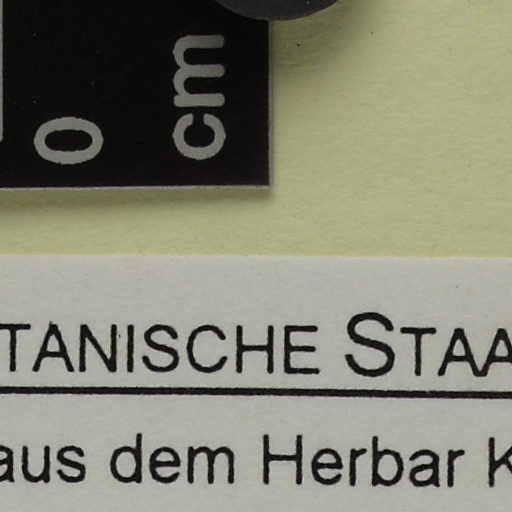 0 cm
TANISCHE STAA
aus dem Herbar K